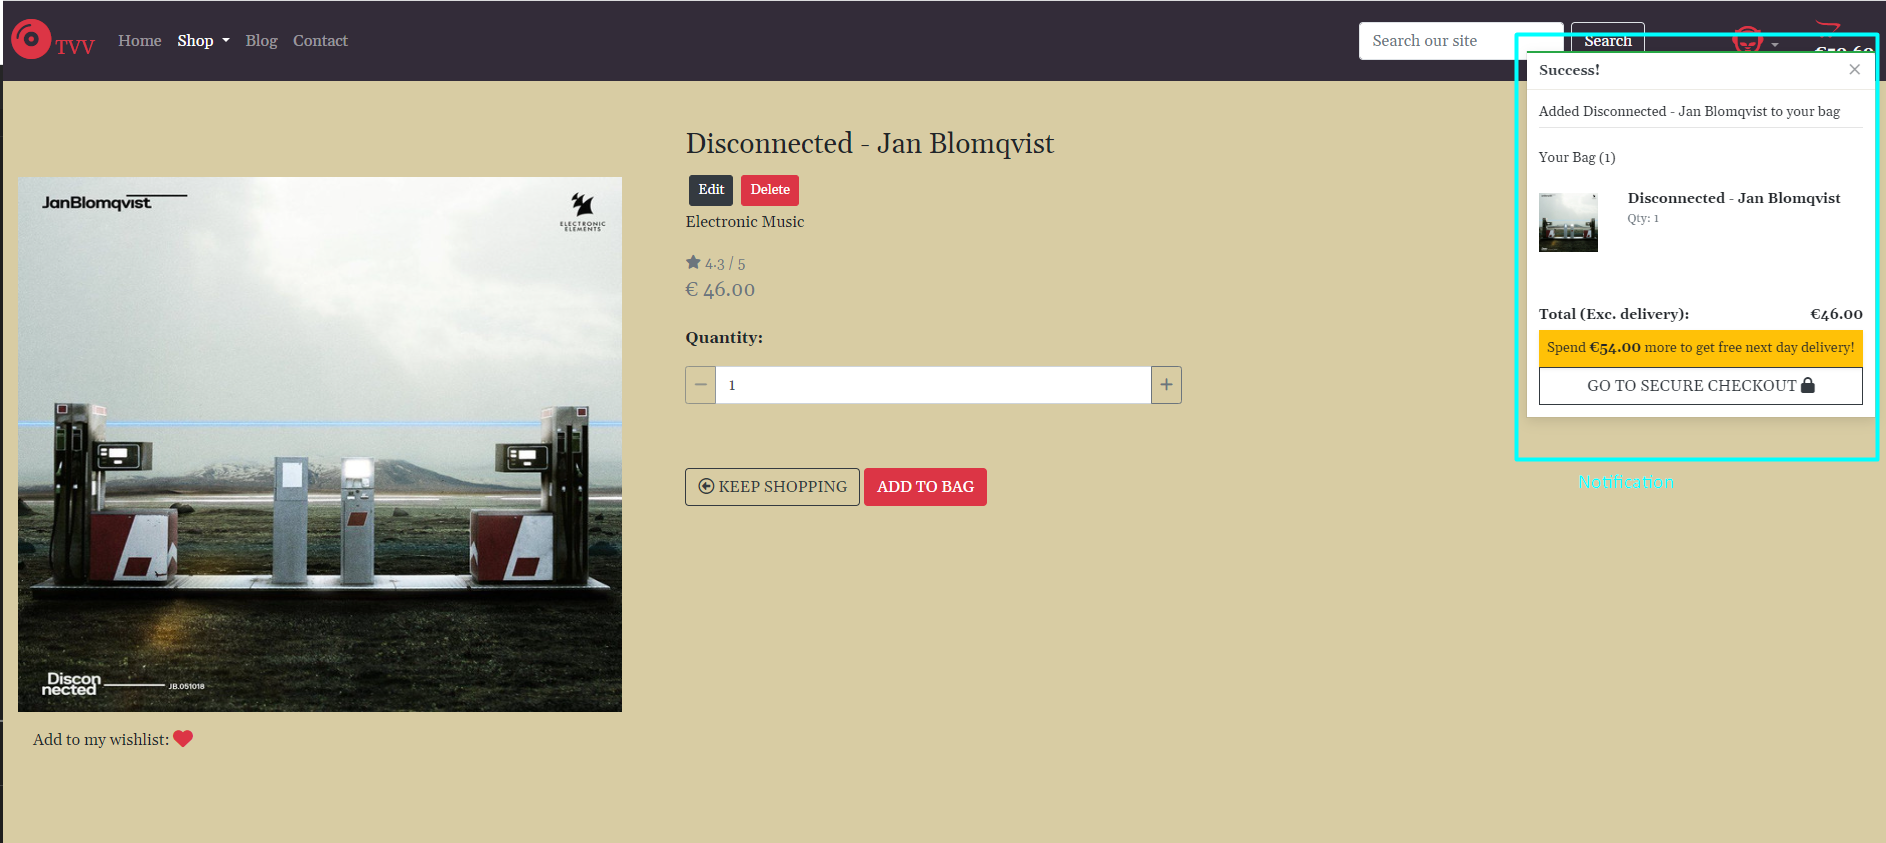 TVV Home Shop Blog Contact Search our site Search
Success!
Added Disconnected - Jan Blomqvist to your bag
Your Bag (1)
Disconnected - Jan Blomqvist
Qty: 1
Total (Exc. delivery): €46.00
Spend €54.00 more to get free next day delivery!
GO TO SECURE CHECKOUT
Notification
Disconnected - Jan Blomqvist
Edit Delete
Electronic Music
4.3 / 5
€ 46.00
Quantity:
1
KEEP SHOPPING ADD TO BAG
JanBlomqvist
ELECTRONIC
ELEMENTS
Discon
nected JB.051018
Add to my wishlist: